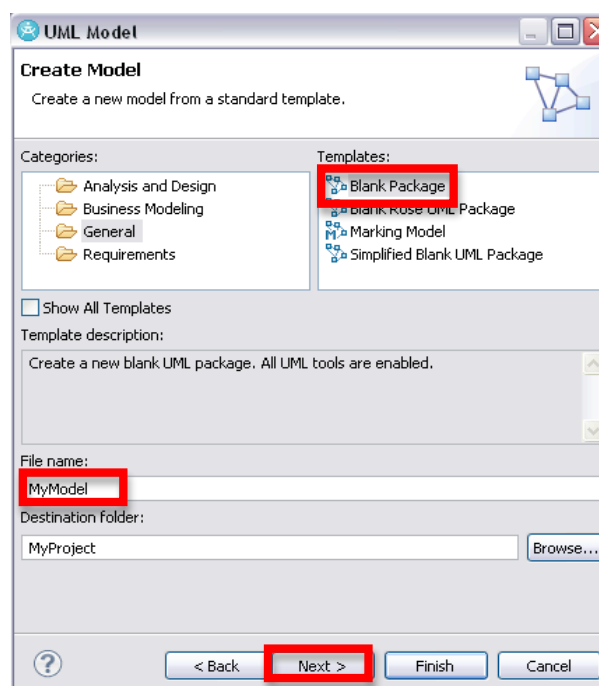 UML Model
Create Model
Create a new model from a standard template.
Categories:
Templates:
Analysis and Design
Business Modeling
General
Requirements
Blank Package
Blank Rose UML Package
Marking Model
Simplified Blank UML Package
Show All Templates
Template description:
Create a new blank UML package. All UML tools are enabled.
File name:
MyModel
Destination folder:
MyProject
Browse...
? < Back Next > Finish Cancel